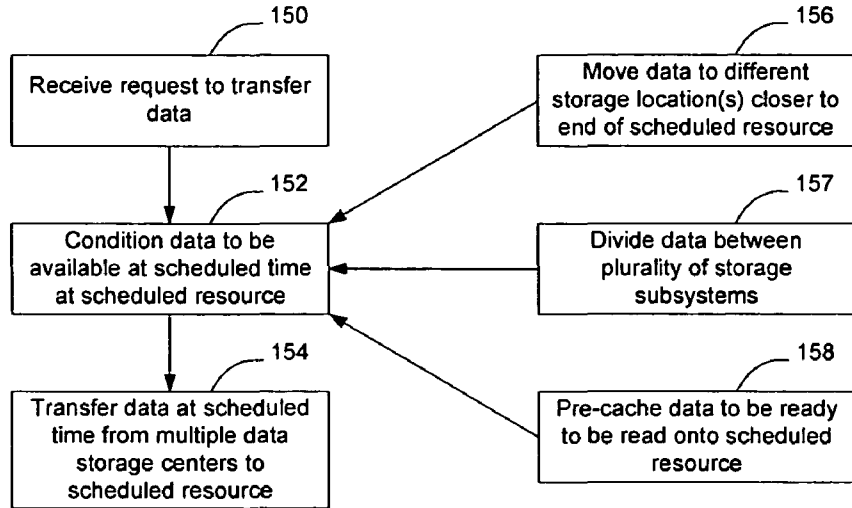 150
Receive request to transfer
data
152
Condition data to be
available at scheduled time
at scheduled resource
154
Transfer data at scheduled
time from multiple data
storage centers to
scheduled resource
156
Move data to different
storage location(s) closer to
end of scheduled resource
157
Divide data between
plurality of storage
subsystems
158
Pre-cache data to be ready
to be read onto scheduled
resource